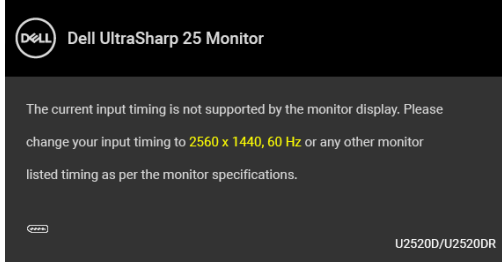 DELL
Dell UltraSharp 25 Monitor
The current input timing is not supported by the monitor display. Please
change your input timing to 2560 x 1440, 60 Hz or any other monitor
listed timing as per the monitor specifications.
U2520D/U2520DR